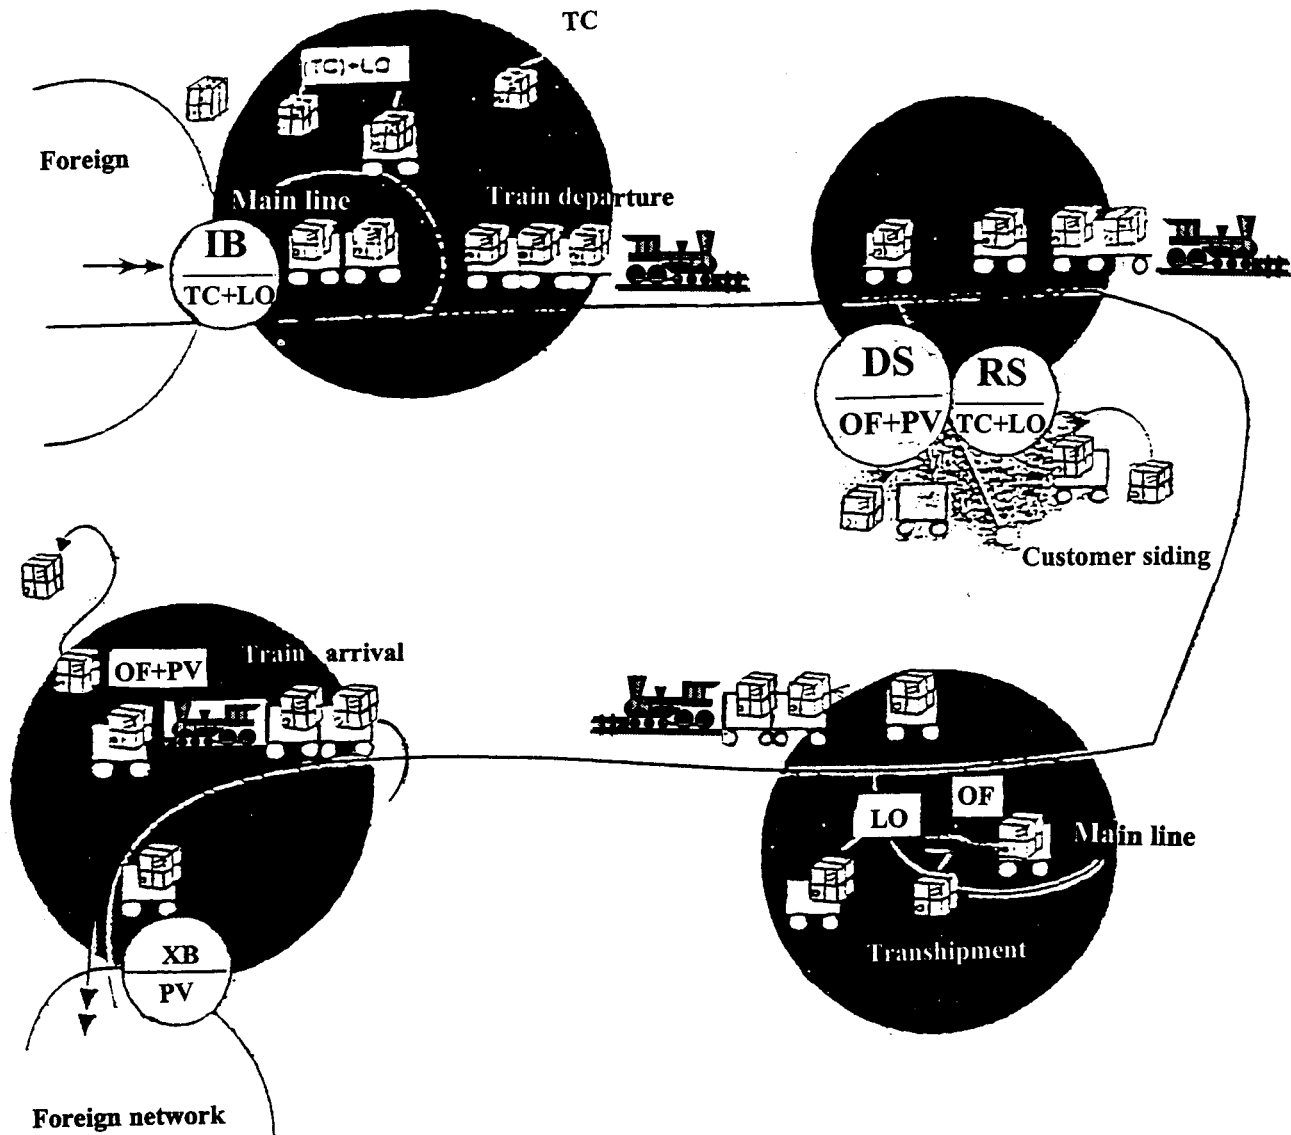 TC
(TC)+LO
Foreign
Main line
Train departure
IB
TC+LO
DS
OF+PV
RS
TC+LO
Customer siding
OF+PV
Train arrival
LO
OF
Main line
Transhipment
XB
PV
Foreign network